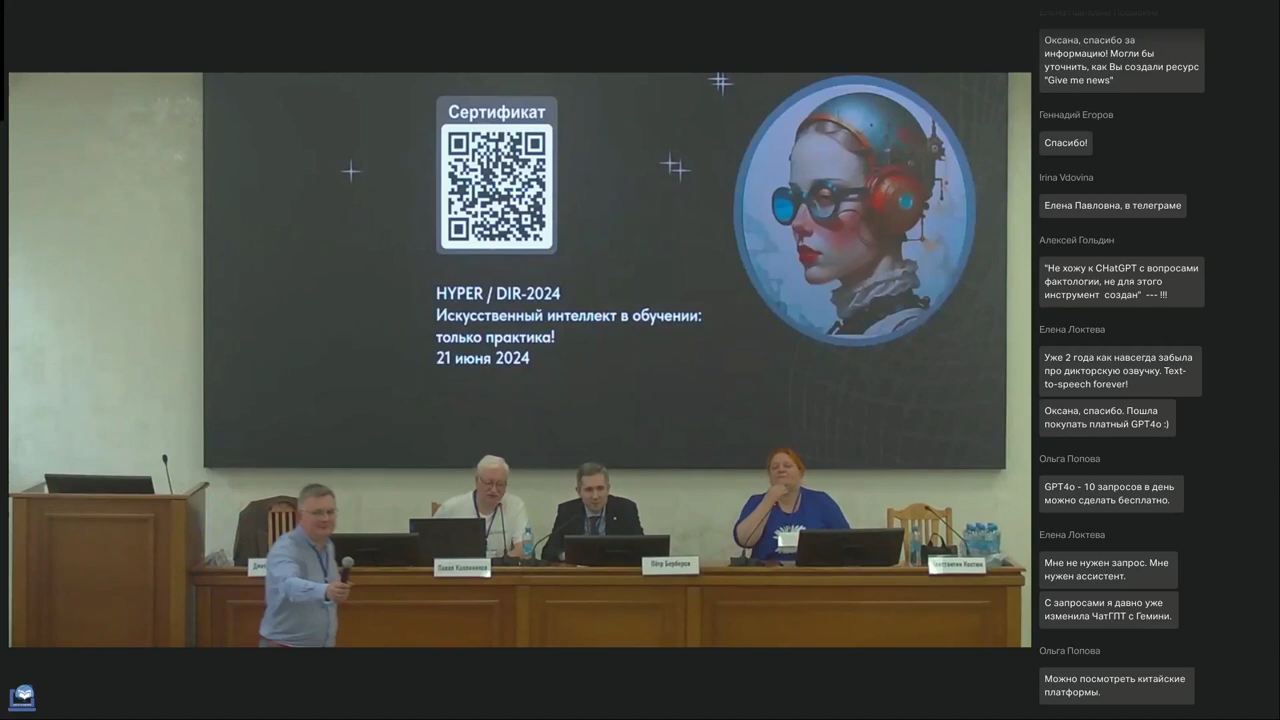 Сертификат
HYPER / DIR-2024
Искусственный интеллект в обучении:
только практика!
21 июня 2024
Павел Калленников
Пётр Берберов
Константин Костюк
Оксана, спасибо за
информацию! Могли бы
уточнить, как Вы создали ресурс
"Give me news"
Геннадий Егоров
Спасибо!
Irina Vdovina
Елена Павловна, в телеграме
Алексей Гольдин
"Не хожу к CHatGPT с вопросами
фактологии, не для этого
инструмент создан" --- !!!
Елена Локтева
Уже 2 года как навсегда забыла
про дикторскую озвучку. Text-
to-speech forever!
Оксана, спасибо. Пошла
покупать платный GPT4o :)
Ольга Попова
GPT4o - 10 запросов в день
можно сделать бесплатно.
Елена Локтева
Мне не нужен запрос. Мне
нужен ассистент.
С запросами я давно уже
изменила ЧатГПТ с Гемини.
Ольга Попова
Можно посмотреть китайские
платформы.